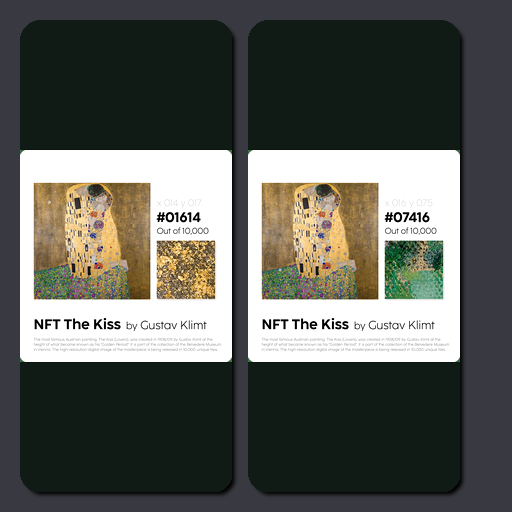 x 014 y 017
#01614
Out of 10,000
NFT The Kiss by Gustav Klimt
The most famous Austrian painting, The Kiss (Lovers), was created in 1908/09 by Gustav Klimt at the
height of what became known as his "Golden Period". It is part of the collection of the Belvedere Museum
in Vienna. The high resolution digital image of the masterpiece is being released in 10,000 unique tiles.
x 016 y 075
#07416
Out of 10,000
NFT The Kiss by Gustav Klimt
The most famous Austrian painting, The Kiss (Lovers), was created in 1908/09 by Gustav Klimt at the
height of what became known as his "Golden Period". It is part of the collection of the Belvedere Museum
in Vienna. The high resolution digital image of the masterpiece is being released in 10,000 unique tiles.